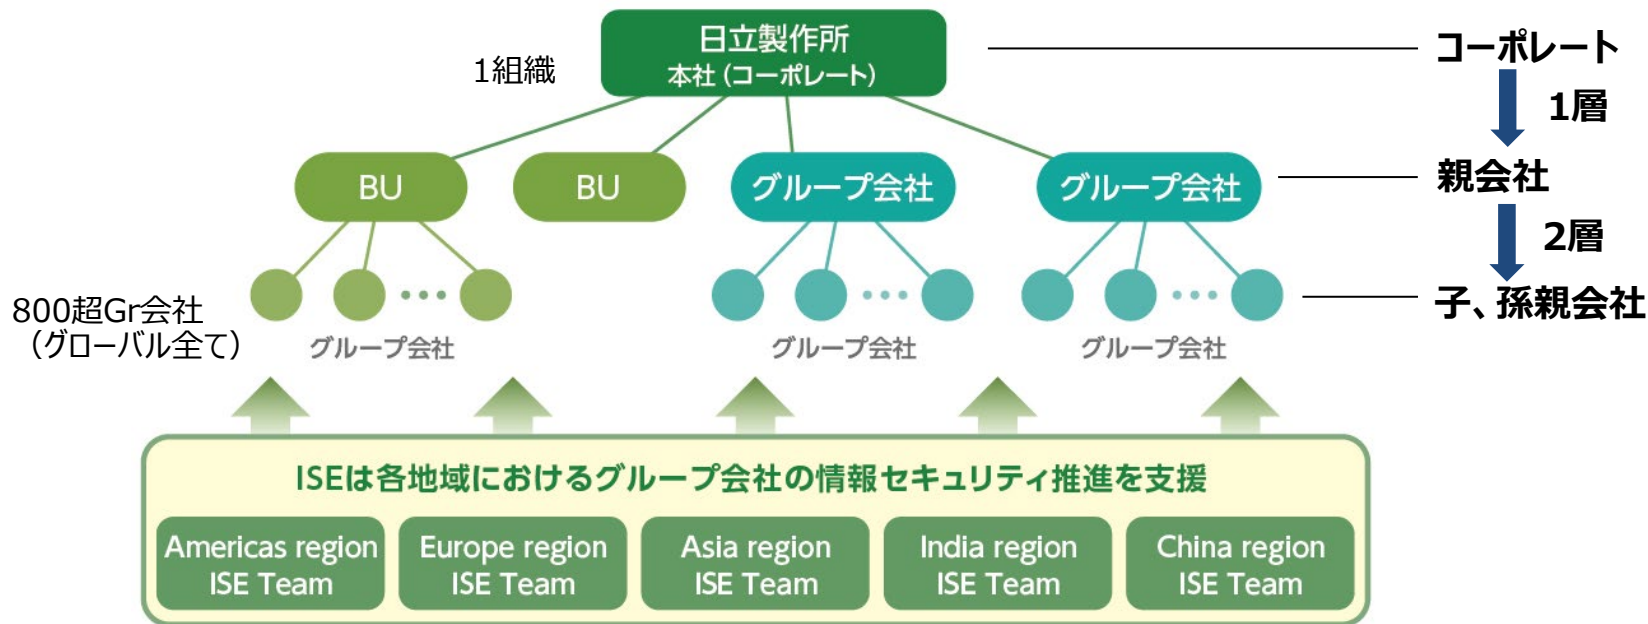 日立製作所
本社(コーポレート)
1組織
コーポレート
1層
BU
BU
グループ会社
グループ会社
親会社
2層
800超Gr会社
(グローバル全て)
グループ会社
グループ会社
グループ会社
子、孫親会社
ISEは各地域におけるグループ会社の情報セキュリティ推進を支援
Americas region
ISE Team
Europe region
ISE Team
Asia region
ISE Team
India region
ISE Team
China region
ISE Team